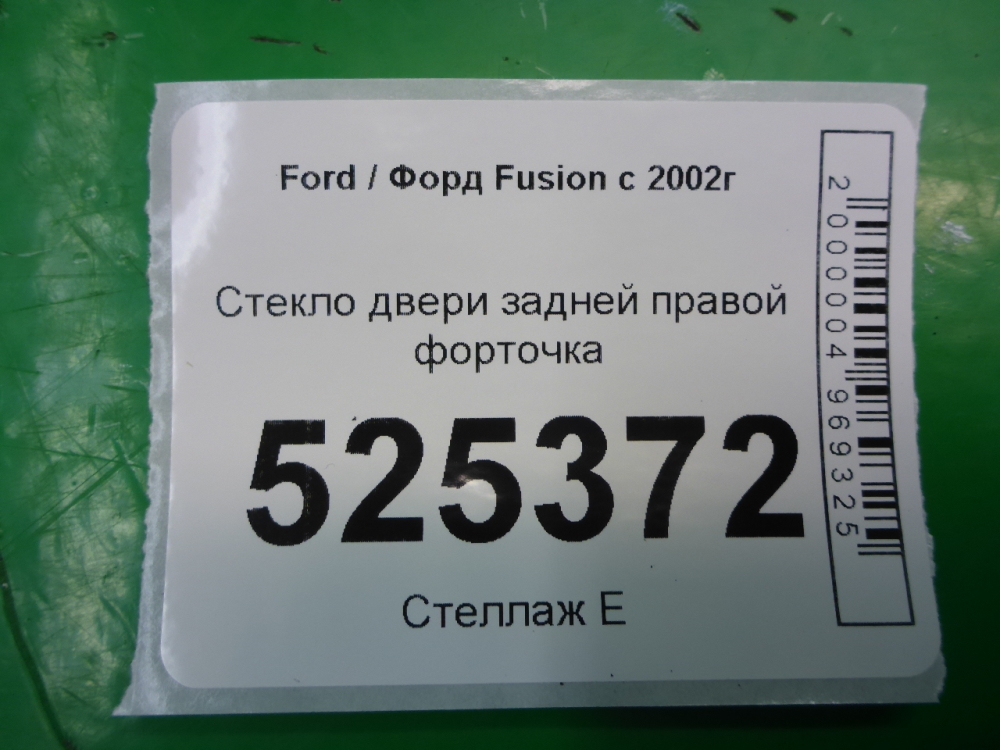 Ford / Форд Fusion с 2002г
Стекло двери задней правой
форточка
525372
Стеллаж Е
2 000004 969325